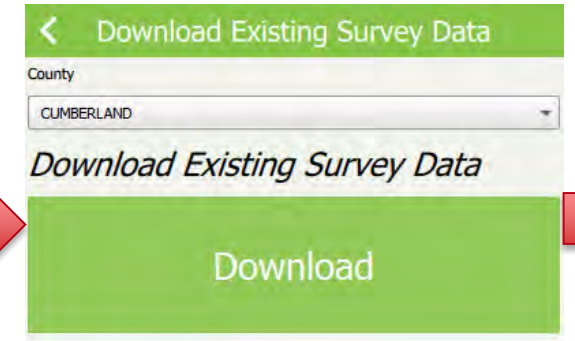 Download Existing Survey Data
County
CUMBERLAND
Download Existing Survey Data
Download